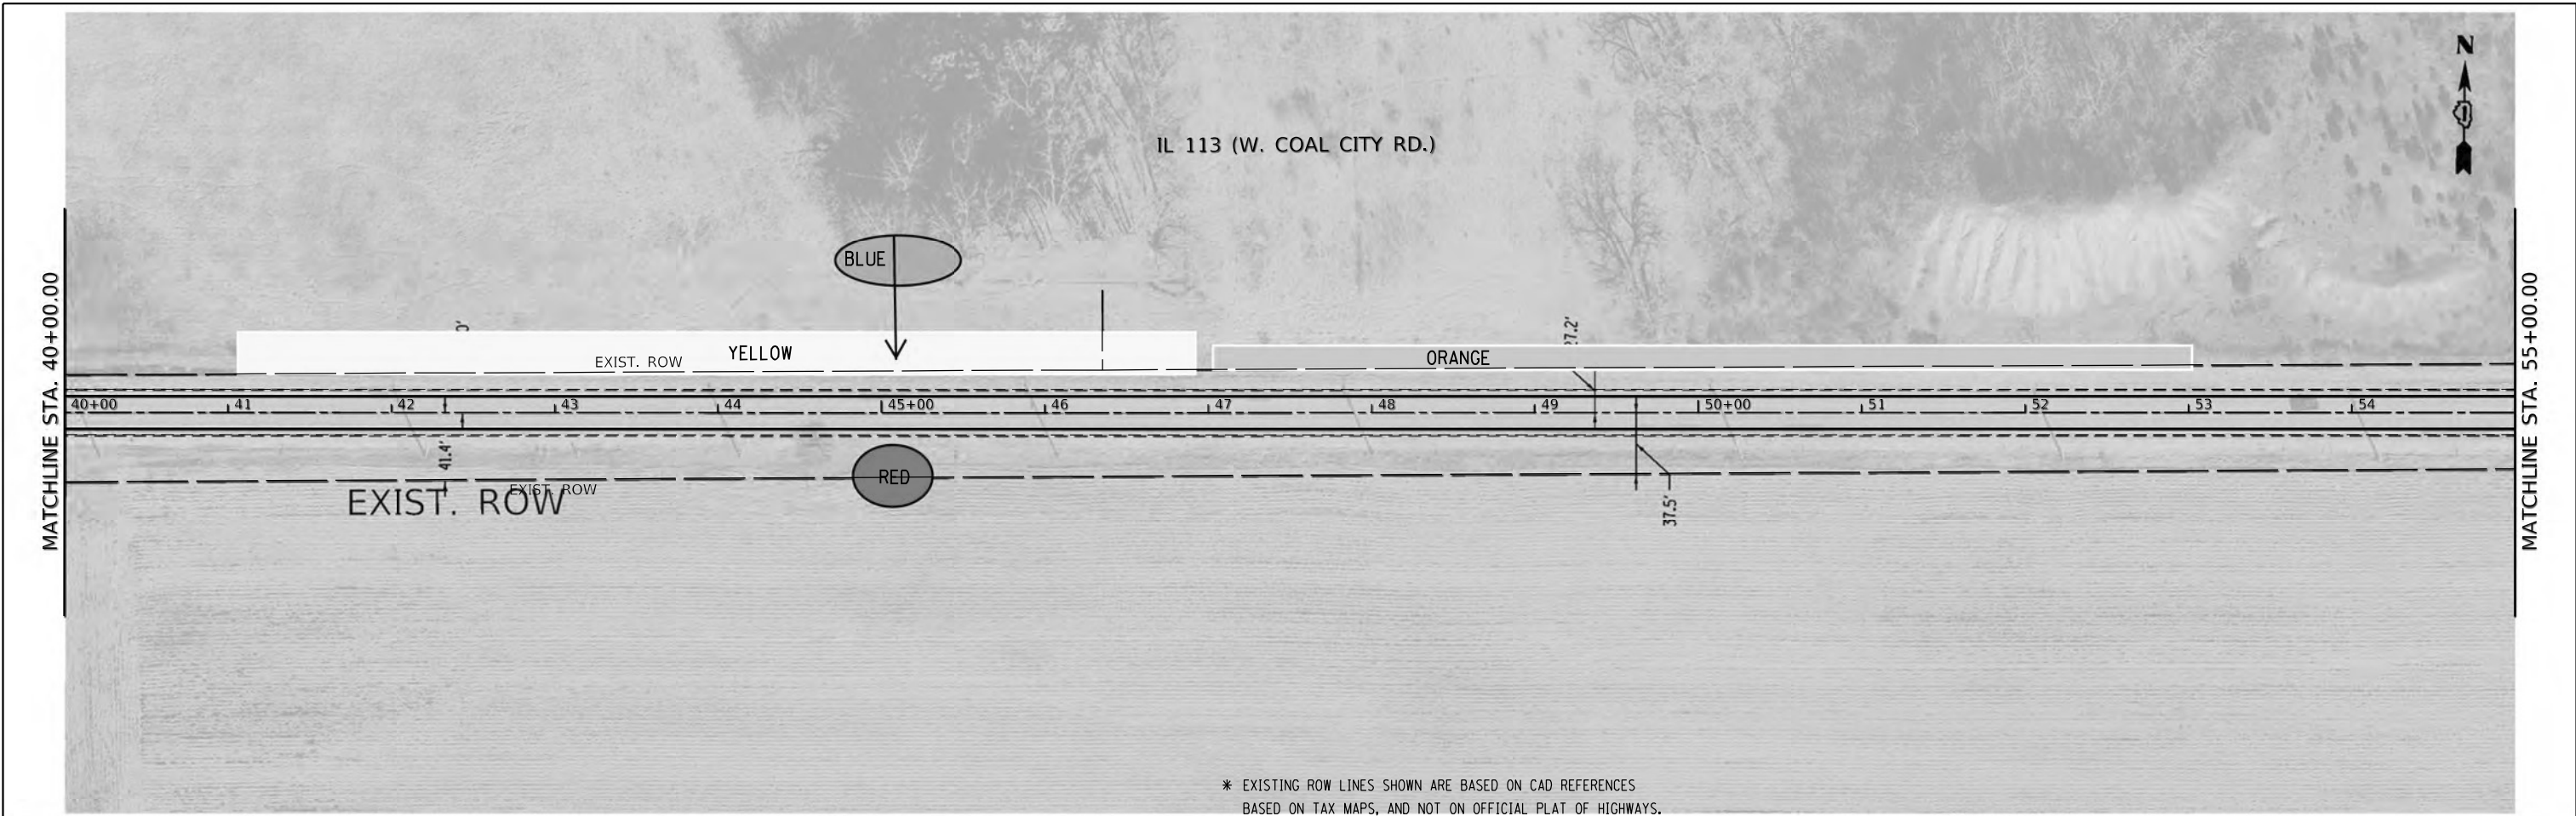 N
IL 113 (W. COAL CITY RD.)
BLUE
YELLOW
EXIST. ROW
ORANGE
27.2'
0'
40+00 41 42 43 44 45+00 46 47 48 49 50+00 51 52 53 54
41.4'
RED
EXIST. ROW
EXIST. ROW
37.5'
MATCHLINE STA. 40+00.00
MATCHLINE STA. 55+00.00
* EXISTING ROW LINES SHOWN ARE BASED ON CAD REFERENCES
BASED ON TAX MAPS, AND NOT ON OFFICIAL PLAT OF HIGHWAYS.